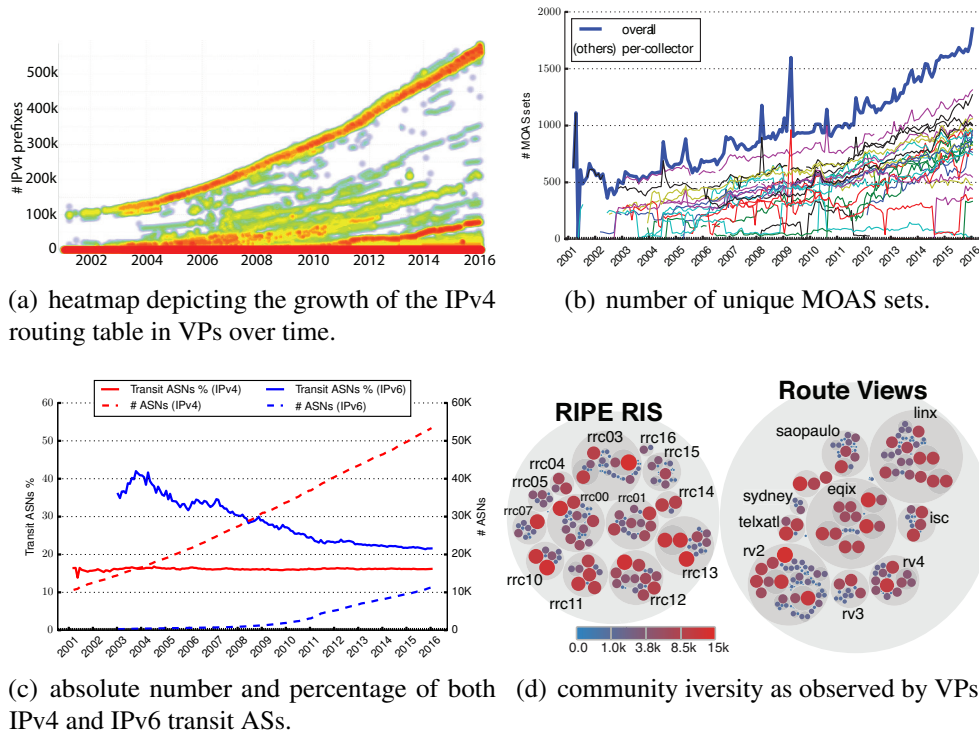 500k
400k
300k
200k
100k
0
# IPv4 prefixes
2002 2004 2006 2008 2010 2012 2014 2016
(a) heatmap depicting the growth of the IPv4
routing table in VPs over time.
2000
1500
1000
500
0
# MOAS sets
overall
(others) per-collector
2001 2002 2003 2004 2005 2006 2007 2008 2009 2010 2011 2012 2013 2014 2015 2016
(b) number of unique MOAS sets.
Transit ASNs % (IPv4) Transit ASNs % (IPv6)
# ASNs (IPv4) # ASNs (IPv6)
60
50
40
30
20
10
0
Transit ASNs %
60K
50K
40K
30K
20K
10K
0
# ASNs
2001 2002 2003 2004 2005 2006 2007 2008 2009 2010 2011 2012 2013 2014 2015 2016
(c) absolute number and percentage of both
IPv4 and IPv6 transit ASs.
RIPE RIS
rrc03
rrc16
rrc15
rrc04
rrc05
rrc00
rrc01
rrc14
rrc07
rrc10
rrc13
rrc11
rrc12
Route Views
linx
saopaulo
sydney
eqix
telxatl
isc
rv2
rv4
rv3
0.0 1.0k 3.8k 8.5k 15k
(d) community iversity as observed by VPs